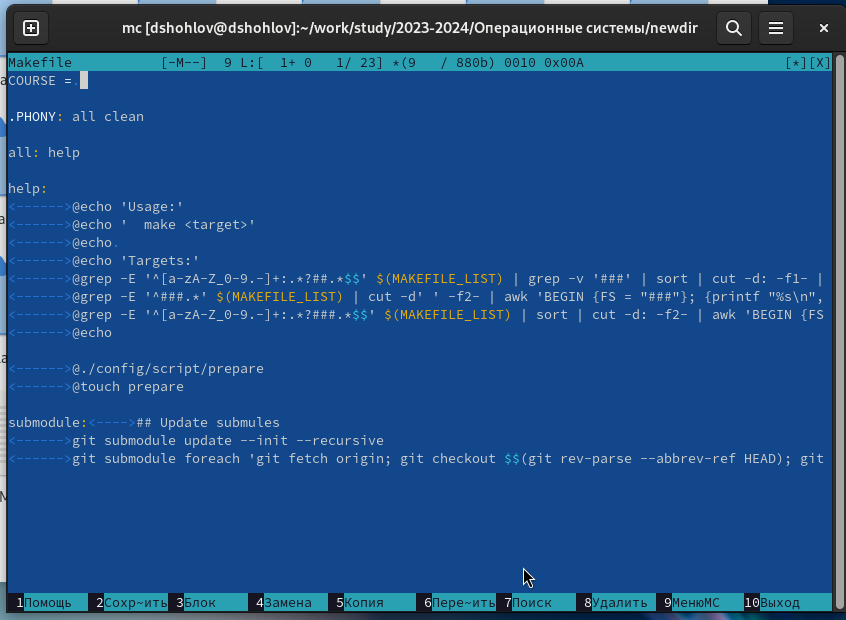 mc [dshohlov@dshohlov]:~/work/study/2023-2024/Операционные системы/newdir
Makefile [-M--] 9 L:[ 1+ 0 1/ 23] *(9 / 880b) 0010 0x00A [*][X]
COURSE =.
.PHONY: all clean
all: help
help:
<------>@echo 'Usage:'
<------>@echo '  make <target>'
<------>@echo.
<------>@echo 'Targets:'
<------>@grep -E '^[a-zA-Z_0-9.-]+:.*?##.*$$' $(MAKEFILE_LIST) | grep -v '###' | sort | cut -d: -f1- |
<------>@grep -E '^###.*' $(MAKEFILE_LIST) | cut -d' ' -f2- | awk 'BEGIN {FS = "###"}; {printf "%s\n",
<------>@grep -E '^[a-zA-Z_0-9.-]+:.*?###.*$$' $(MAKEFILE_LIST) | sort | cut -d: -f2- | awk 'BEGIN {FS
<------>@echo
<------>@./config/script/prepare
<------>@touch prepare
submodule:<---->## Update submules
<------>git submodule update --init --recursive
<------>git submodule foreach 'git fetch origin; git checkout $$(git rev-parse --abbrev-ref HEAD); git
1Помощь 2Сохр~ить 3Блок 4Замена 5Копия 6Пере~ить 7Поиск 8Удалить 9МенюMC 10Выход